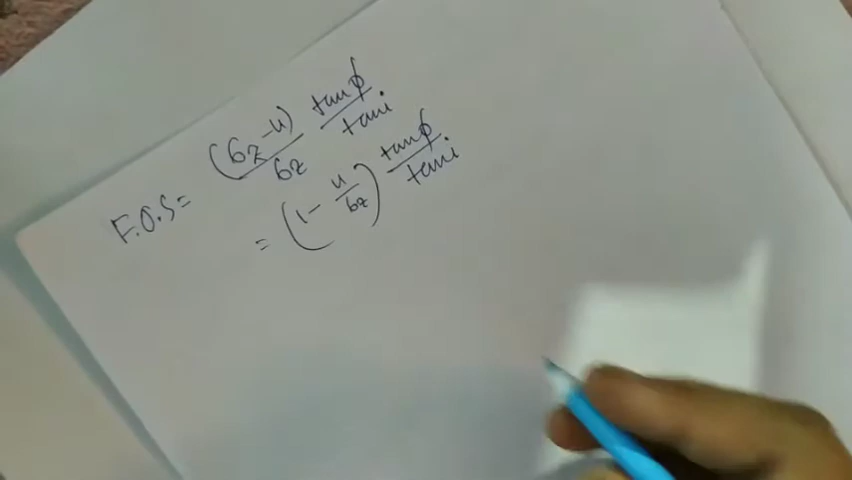 F.O.S = (σz - u)/σz tanφ/tani
= (1 - u/σz) tanφ/tani